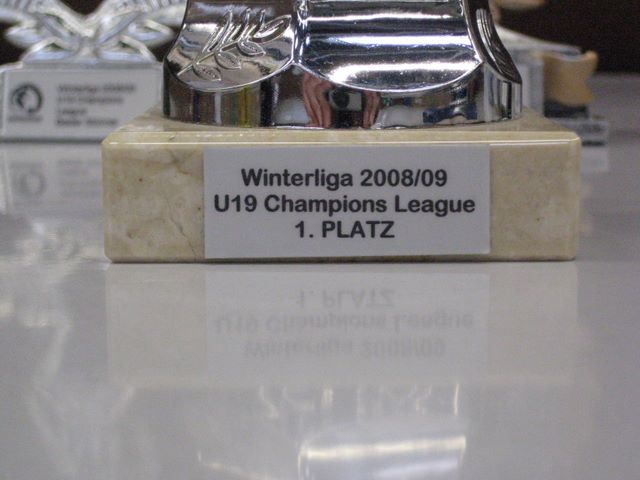 Winterliga 2008/09
U19 Champions League
1. PLATZ